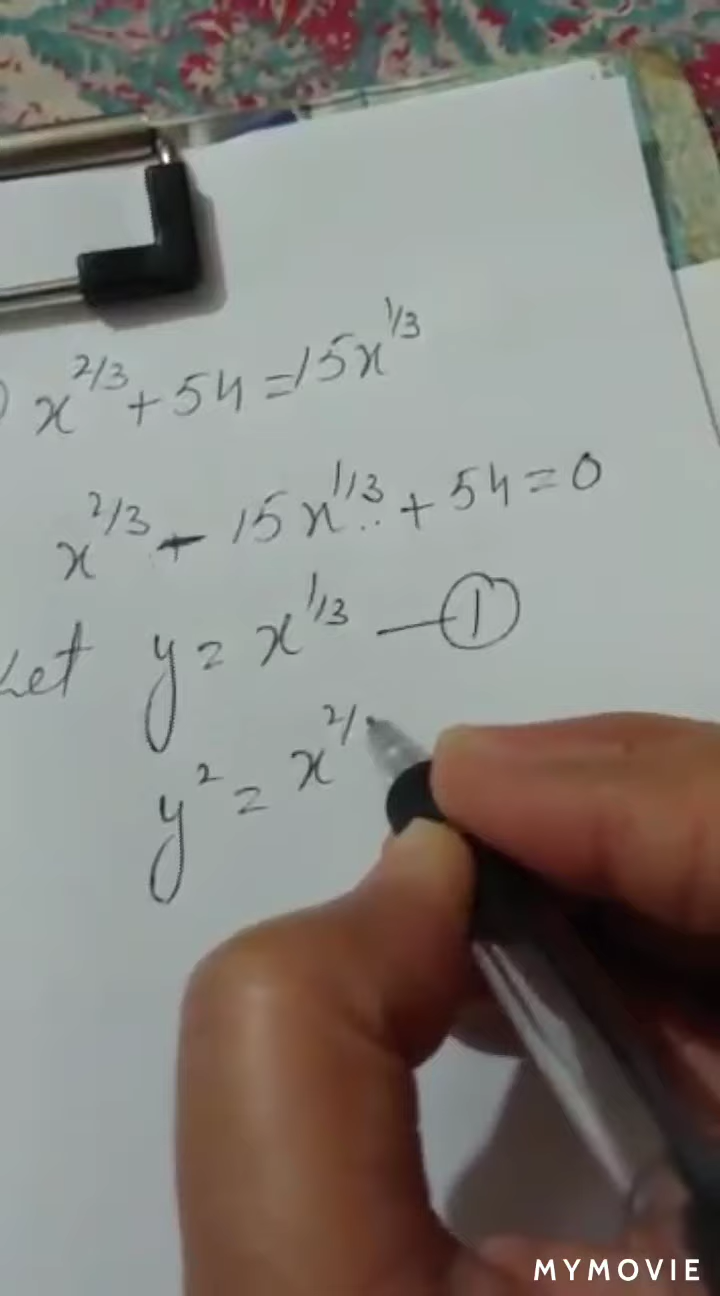 ) x^{2/3} + 54 = 15x^{1/3}
x^{2/3} - 15x^{1/3} + 54 = 0
Let y = x^{1/3} — ①
y² = x^{2/
MYMOVIE